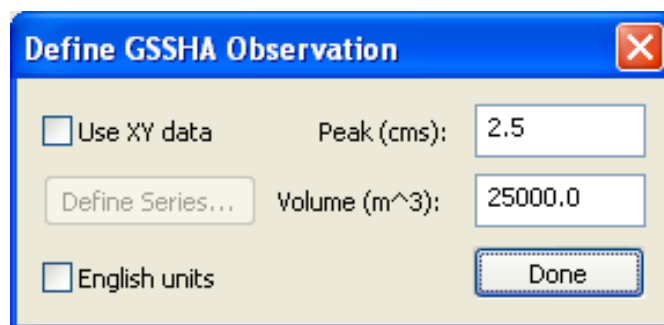 Define GSSHA Observation
Use XY data Peak (cms): 2.5
Define Series... Volume (m^3): 25000.0
English units Done